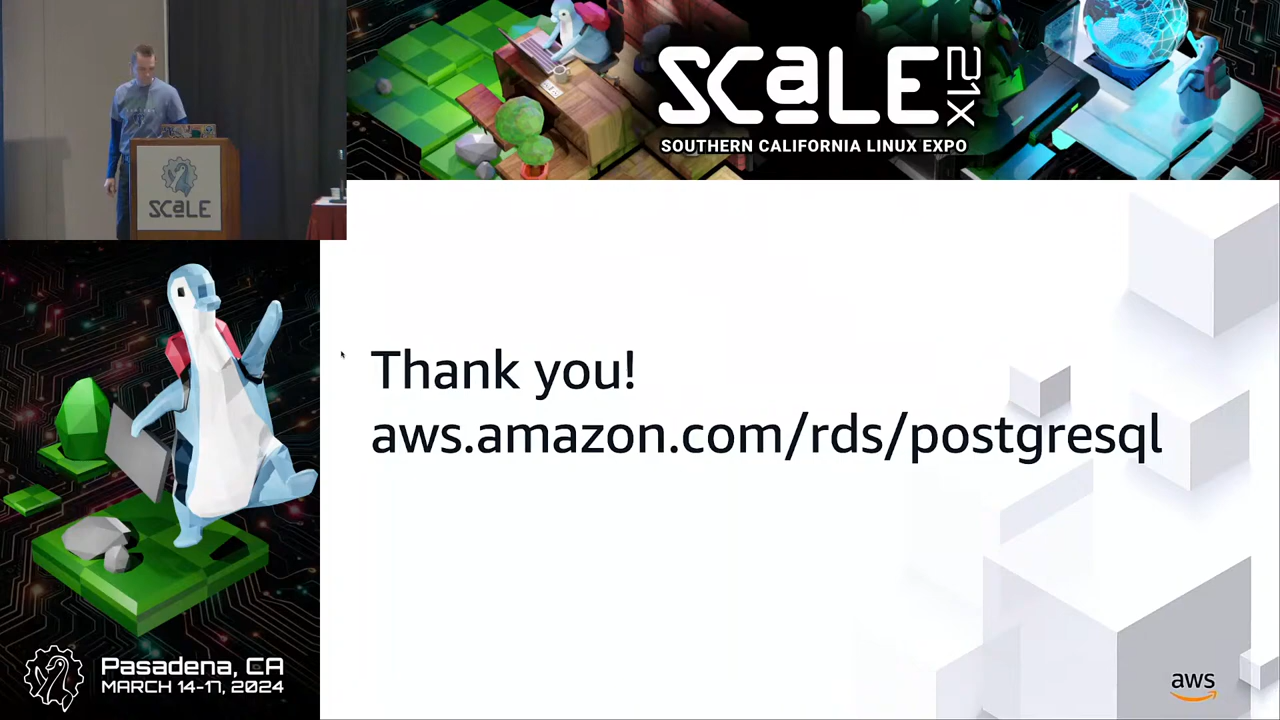 SCALE
21X
SOUTHERN CALIFORNIA LINUX EXPO
SCALE
Thank you!
aws.amazon.com/rds/postgresql
Pasadena, CA
MARCH 14-17, 2024
aws